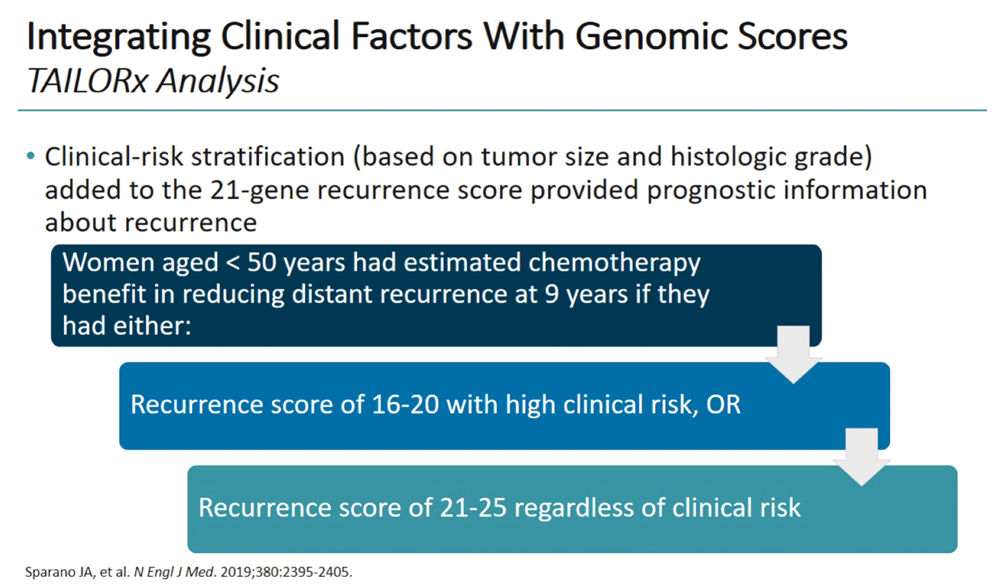 Integrating Clinical Factors With Genomic Scores
TAILORx Analysis
• Clinical-risk stratification (based on tumor size and histologic grade)
added to the 21-gene recurrence score provided prognostic information
about recurrence
Women aged < 50 years had estimated chemotherapy
benefit in reducing distant recurrence at 9 years if they
had either:
Recurrence score of 16-20 with high clinical risk, OR
Recurrence score of 21-25 regardless of clinical risk
Sparano JA, et al. N Engl J Med. 2019;380:2395-2405.